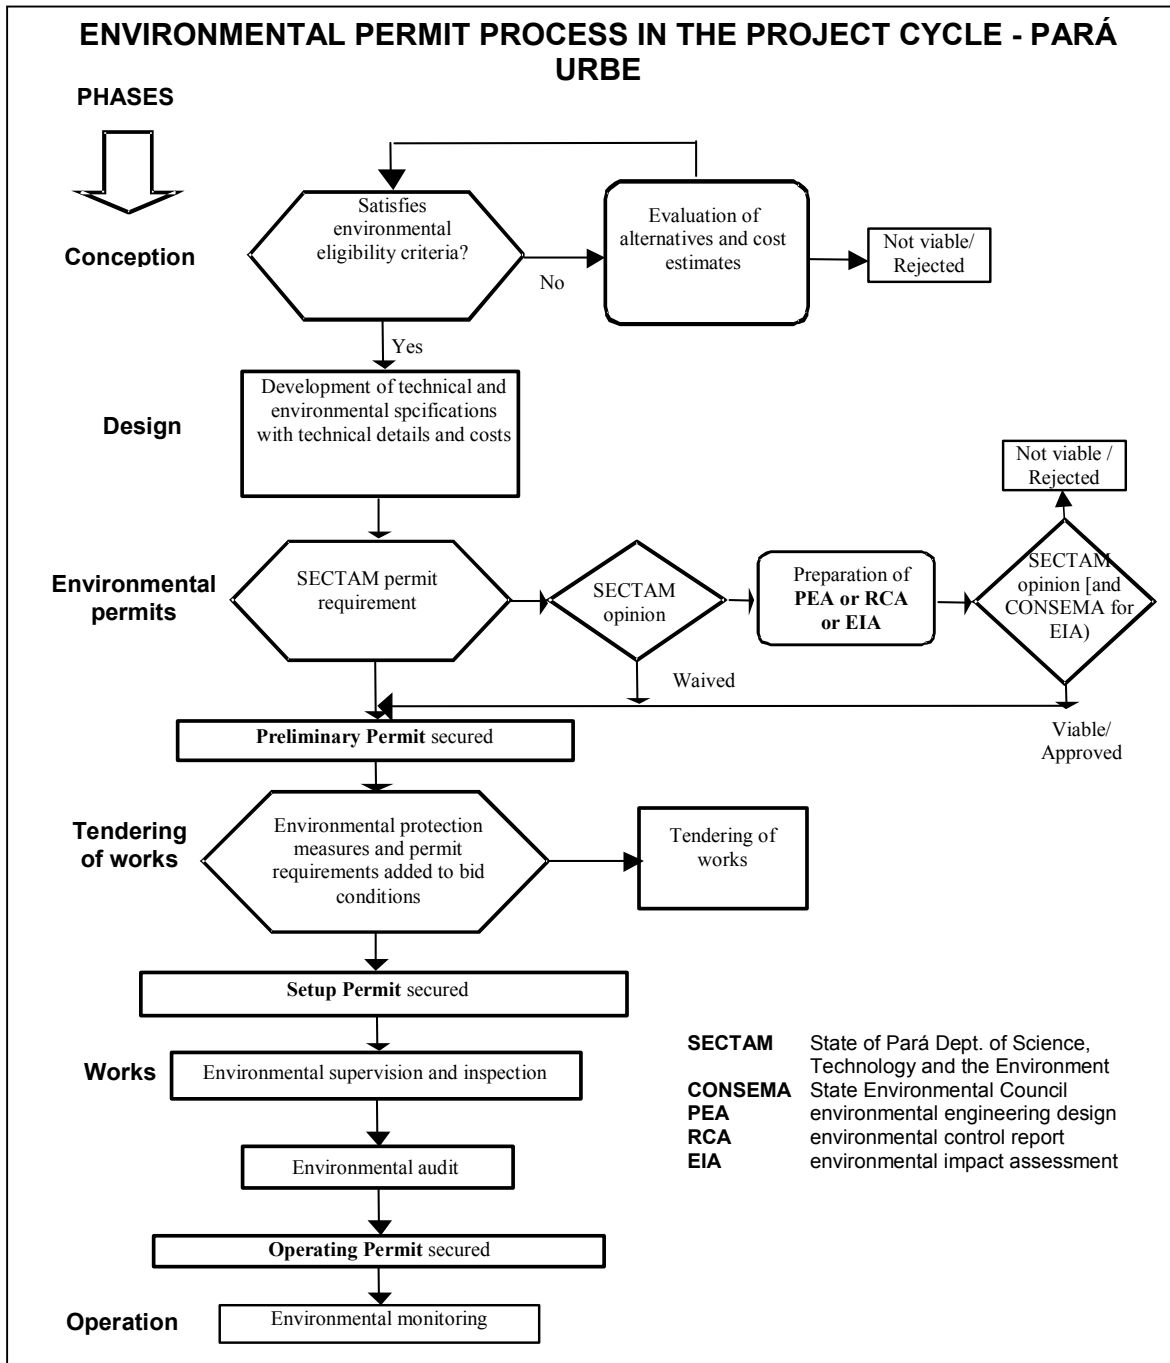 ENVIRONMENTAL PERMIT PROCESS IN THE PROJECT CYCLE - PARÁ
URBE
PHASES
Conception
Satisfies
environmental
eligibility criteria?
No
Evaluation of
alternatives and cost
estimates
Not viable/
Rejected
Yes
Design
Development of technical and
environmental spcifications
with technical details and costs
Not viable /
Rejected
Environmental
permits
SECTAM permit
requirement
SECTAM
opinion
Preparation of
PEA or RCA
or EIA
SECTAM
opinion [and
CONSEMA for
EIA)
Waived
Viable/
Approved
Preliminary Permit secured
Tendering
of works
Environmental protection
measures and permit
requirements added to bid
conditions
Tendering of
works
Setup Permit secured
Works
Environmental supervision and inspection
Environmental audit
Operating Permit secured
Operation
Environmental monitoring
SECTAM State of Pará Dept. of Science,
Technology and the Environment
CONSEMA State Environmental Council
PEA environmental engineering design
RCA environmental control report
EIA environmental impact assessment